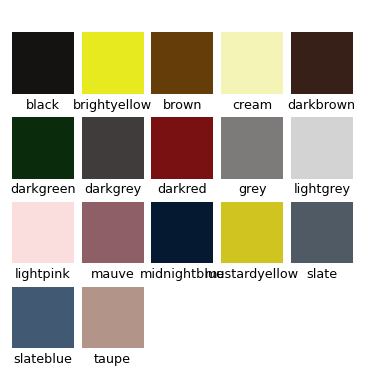 black brightyellow brown cream darkbrown
darkgreen darkgrey darkred grey lightgrey
lightpink mauve midnightblue mustardyellow slate
slateblue taupe